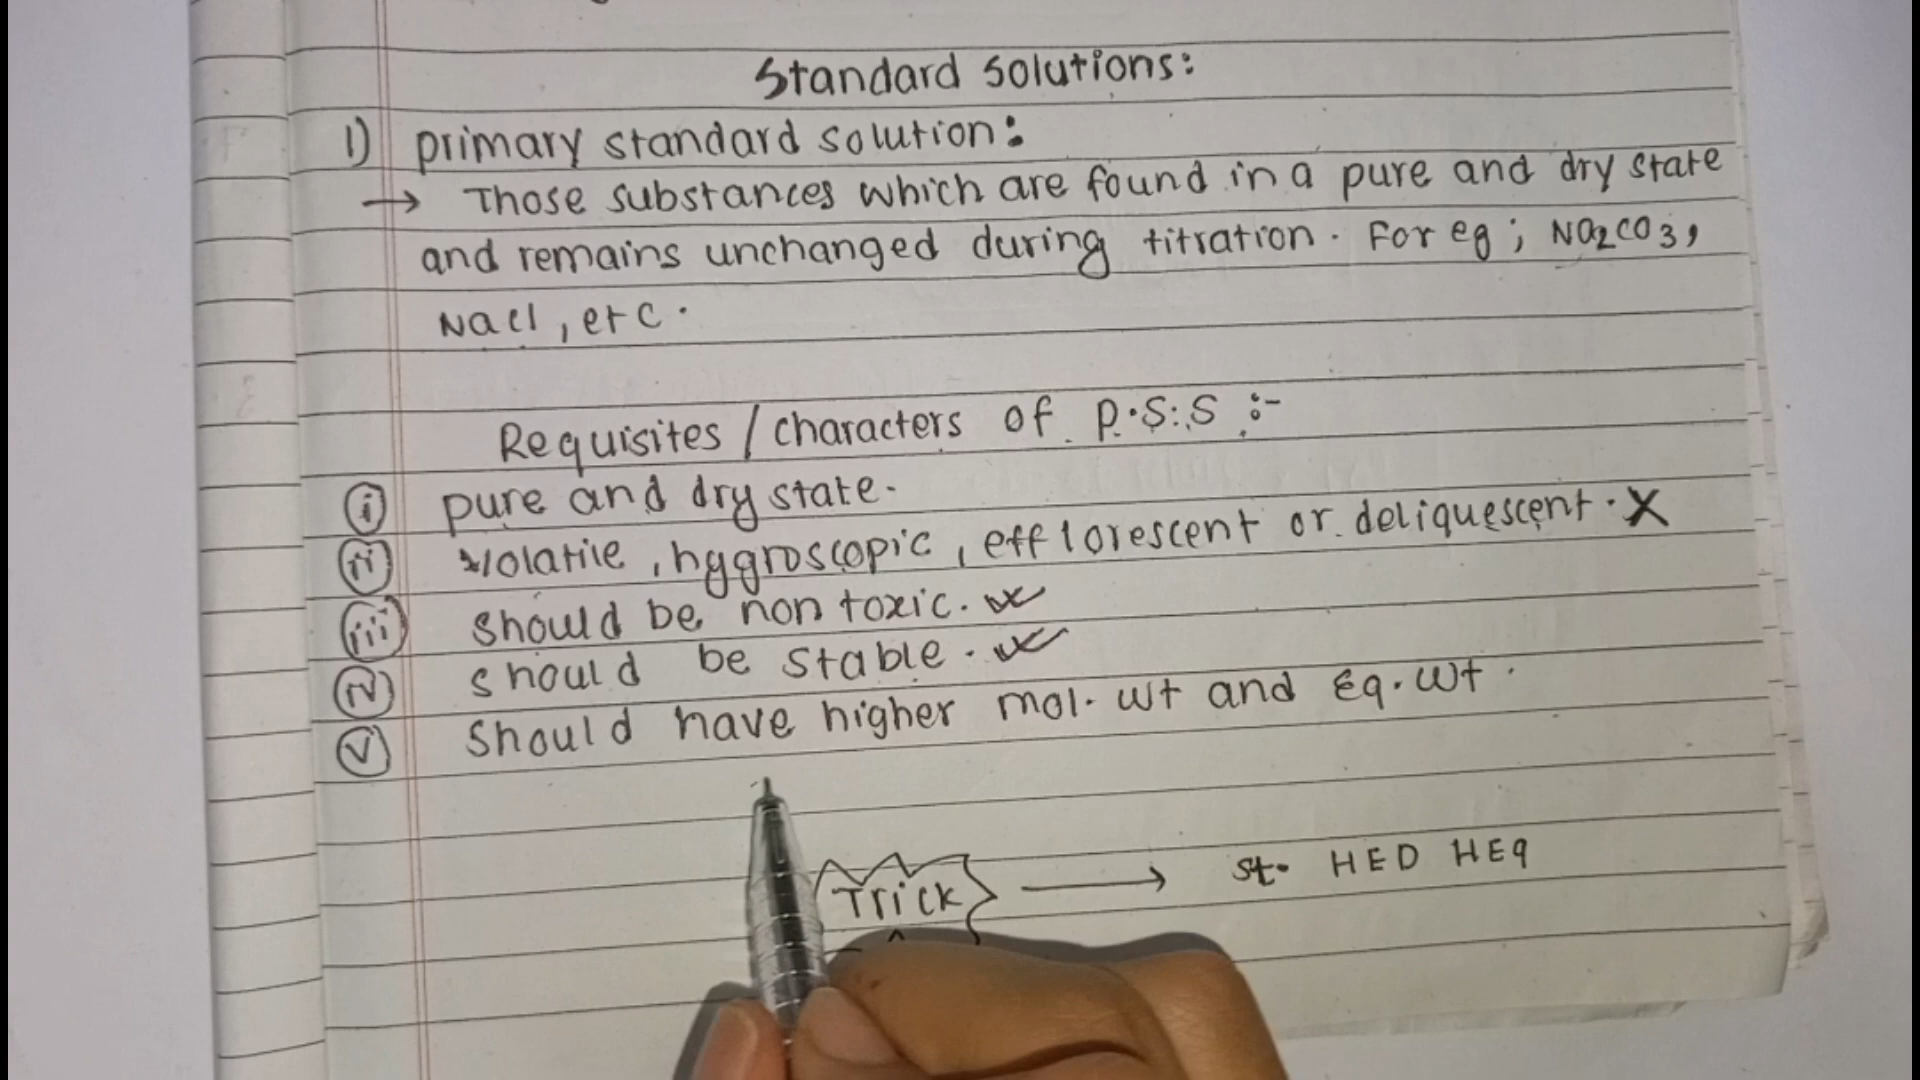 Standard solutions:
1) primary standard solution:
→ Those substances which are found in a pure and dry state
and remains unchanged during titration. For eg; Na2CO3,
NaCl, etc.
Requisites / characters of P.S.S :-
(i) pure and dry state.
(ii) volatile, hygroscopic, efflorescent or deliquescent. X
(iii) should be non toxic.
(iv) should be stable.
(v) should have higher mol. wt and Eq. wt.
Trick → St. HED HEq